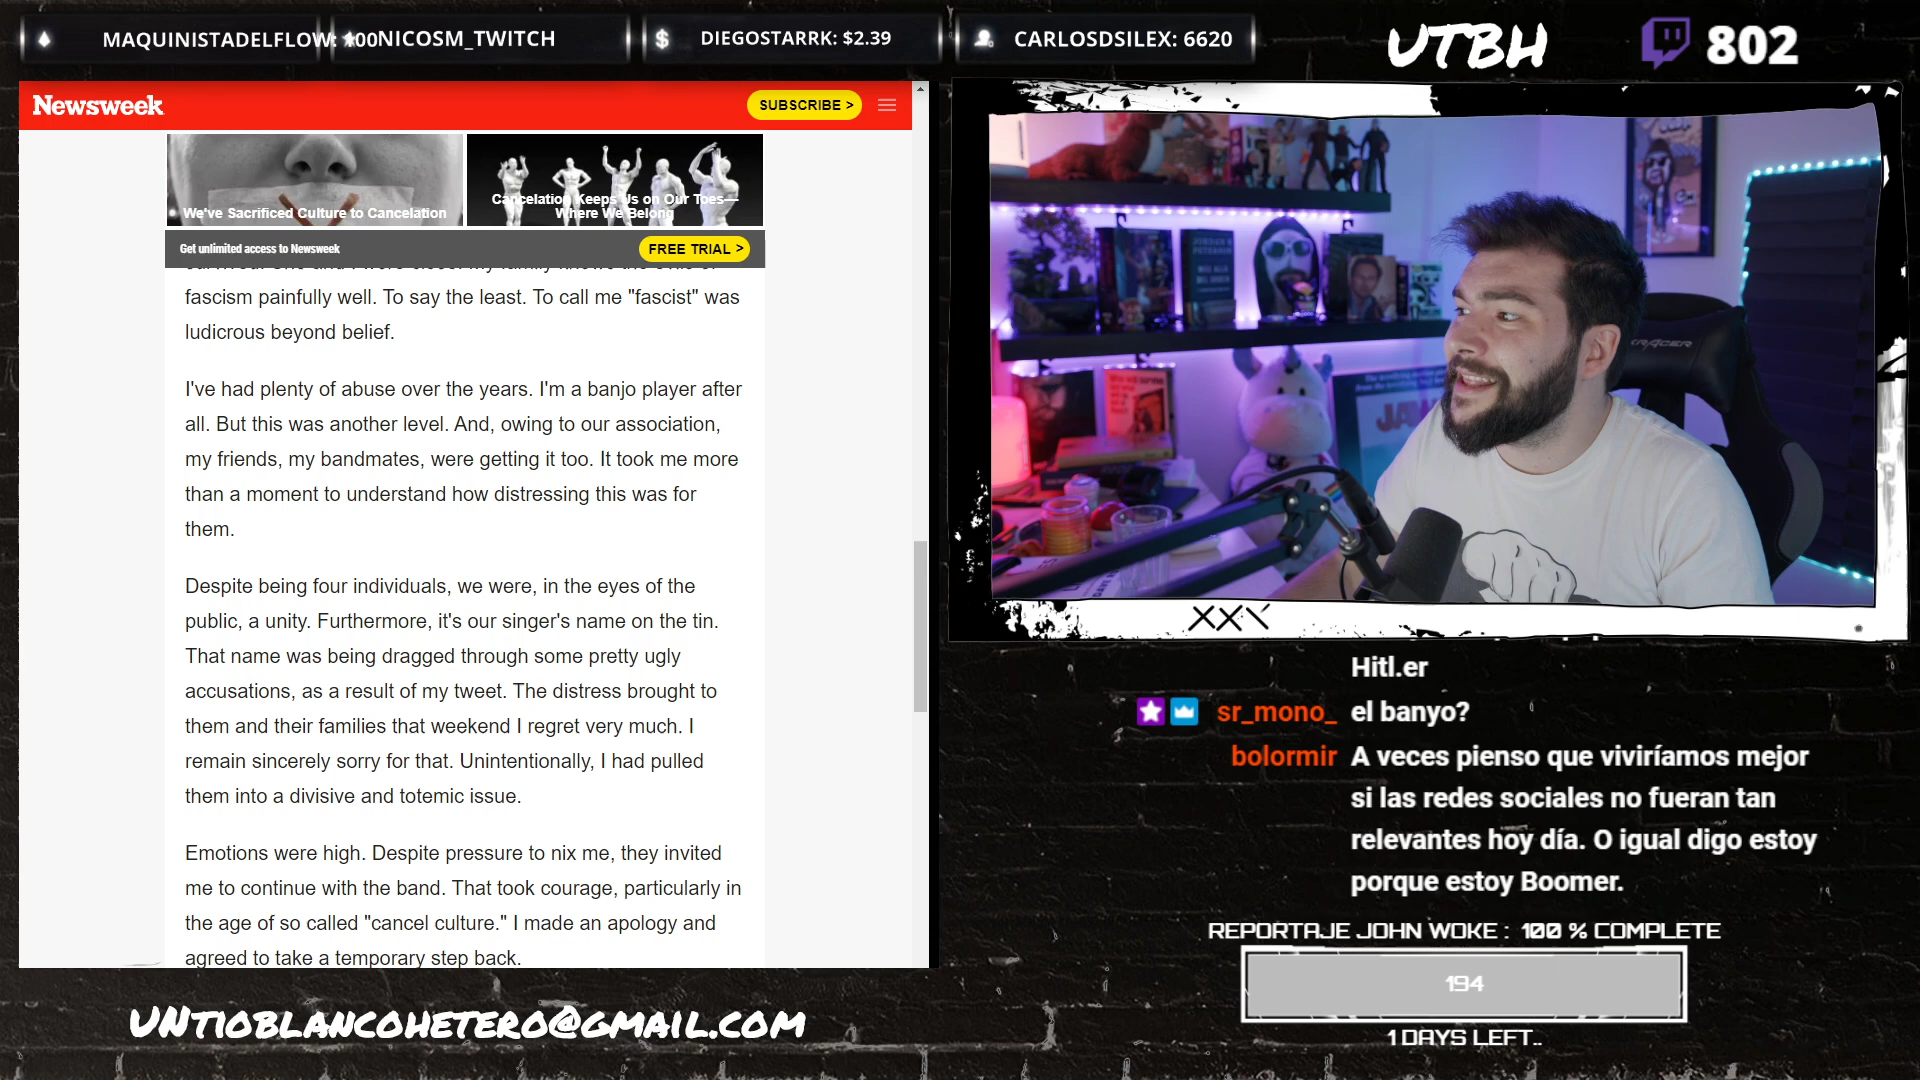 MAQUINISTADELFLOW: 100
NICOSM_TWITCH
$ DIEGOSTARRK: $2.39
CARLOSDSILEX: 6620
UTBH
802
Newsweek
SUBSCRIBE >
We've Sacrificed Culture to Cancelation
Cancelation Keeps Us on Our Toes—
Where We Belong
Get unlimited access to Newsweek
FREE TRIAL >
fascism painfully well. To say the least. To call me "fascist" was
ludicrous beyond belief.
I've had plenty of abuse over the years. I'm a banjo player after
all. But this was another level. And, owing to our association,
my friends, my bandmates, were getting it too. It took me more
than a moment to understand how distressing this was for
them.
Despite being four individuals, we were, in the eyes of the
public, a unity. Furthermore, it's our singer's name on the tin.
That name was being dragged through some pretty ugly
accusations, as a result of my tweet. The distress brought to
them and their families that weekend I regret very much. I
remain sincerely sorry for that. Unintentionally, I had pulled
them into a divisive and totemic issue.
Emotions were high. Despite pressure to nix me, they invited
me to continue with the band. That took courage, particularly in
the age of so called "cancel culture." I made an apology and
agreed to take a temporary step back.
JAWS
Hitl.er
sr_mono_ el banyo?
bolormir A veces pienso que viviríamos mejor
si las redes sociales no fueran tan
relevantes hoy día. O igual digo estoy
porque estoy Boomer.
REPORTAJE JOHN WOKE : 100 % COMPLETE
194
1 DAYS LEFT..
UNTIOBLANCOHETERO@GMAIL.COM